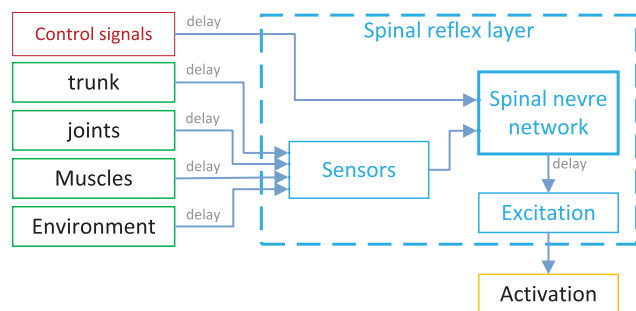 Control signals
delay
Spinal reflex layer
trunk
delay
joints
delay
Muscles
delay
Environment
delay
Sensors
Spinal nevre
network
delay
Excitation
Activation